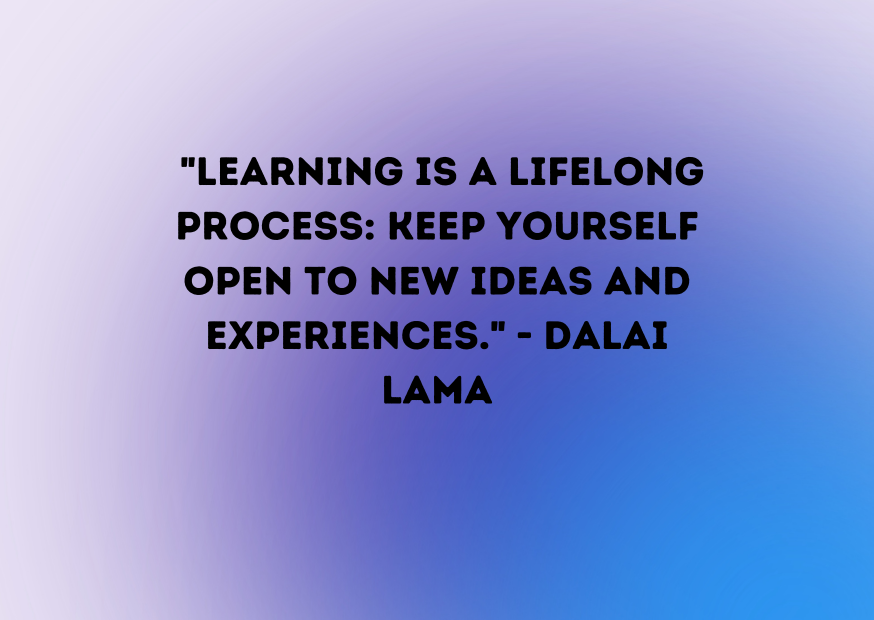 "LEARNING IS A LIFELONG
PROCESS: KEEP YOURSELF
OPEN TO NEW IDEAS AND
EXPERIENCES." - DALAI
LAMA